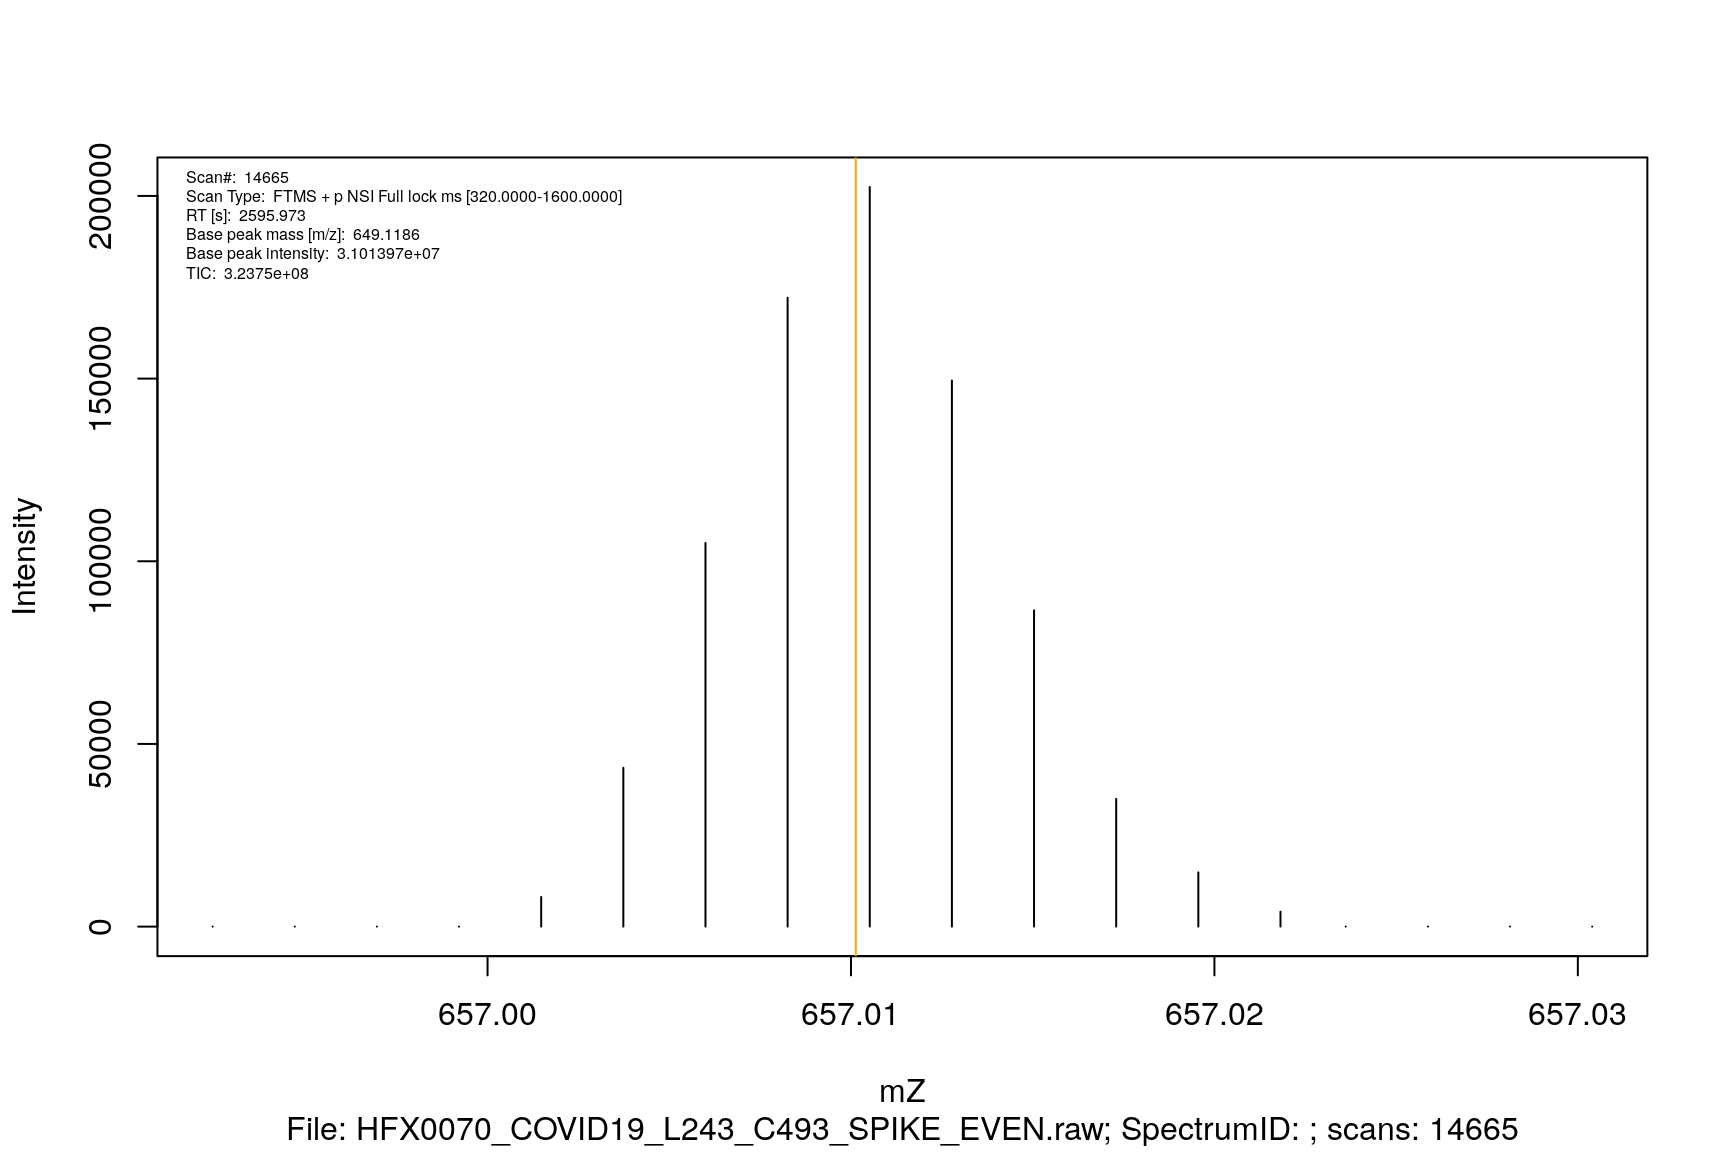 Scan#: 14665
Scan Type: FTMS + p NSI Full lock ms [320.0000-1600.0000]
RT [s]: 2595.973
Base peak mass [m/z]: 649.1186
Base peak intensity: 3.101397e+07
TIC: 3.2375e+08
200000
150000
100000
50000
0
Intensity
657.00 657.01 657.02 657.03
mZ
File: HFX0070_COVID19_L243_C493_SPIKE_EVEN.raw; SpectrumID: ; scans: 14665